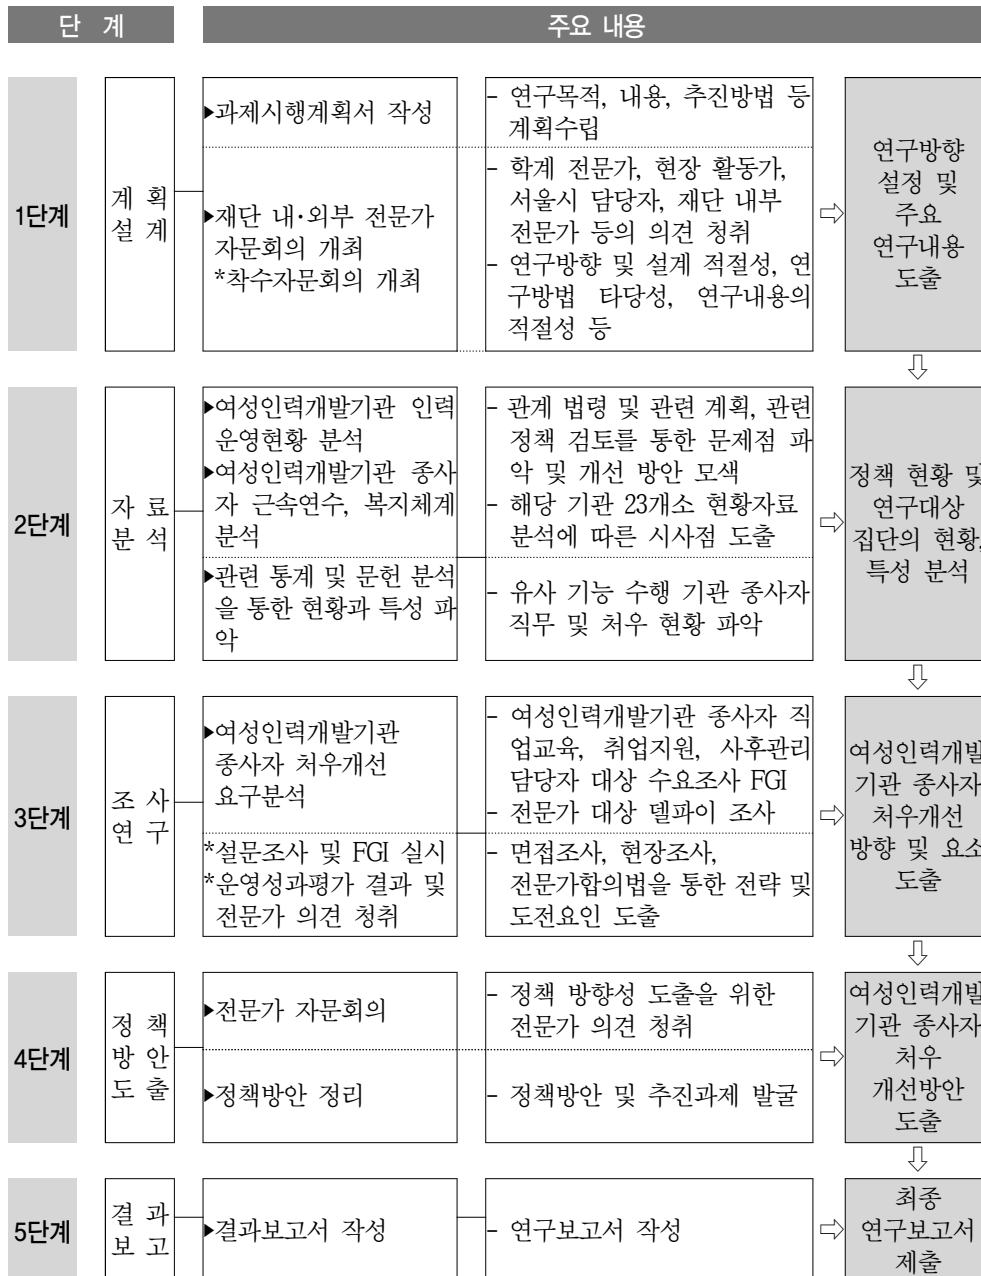 단 계
주요 내용
1단계
계 획
설 계
▶과제시행계획서 작성
- 연구목적, 내용, 추진방법 등
계획수립
▶재단 내·외부 전문가
자문회의 개최
*착수자문회의 개최
- 학계 전문가, 현장 활동가,
서울시 담당자, 재단 내부
전문가 등의 의견 청취
- 연구방향 및 설계 적절성, 연
구방법 타당성, 연구내용의
적절성 등
⇨
연구방향
설정 및
주요
연구내용
도출
⇩
2단계
자 료
분 석
▶여성인력개발기관 인력
운영현황 분석
▶여성인력개발기관 종사
자 근속연수, 복지체계
분석
- 관계 법령 및 관련 계획, 관련
정책 검토를 통한 문제점 파
악 및 개선 방안 모색
- 해당 기관 23개소 현황자료
분석에 따른 시사점 도출
▶관련 통계 및 문헌 분석
을 통한 현황과 특성 파
악
- 유사 기능 수행 기관 종사자
직무 및 처우 현황 파악
⇨
정책 현황 및
연구대상
집단의 현황,
특성 분석
⇩
3단계
조 사
연 구
▶여성인력개발기관
종사자 처우개선
요구분석
- 여성인력개발기관 종사자 직
업교육, 취업지원, 사후관리
담당자 대상 수요조사 FGI
- 전문가 대상 델파이 조사
*설문조사 및 FGI 실시
*운영성과평가 결과 및
전문가 의견 청취
- 면접조사, 현장조사,
전문가합의법을 통한 전략 및
도전요인 도출
⇨
여성인력개발
기관 종사자
처우개선
방향 및 요소
도출
⇩
4단계
정 책
방 안
도 출
▶전문가 자문회의
- 정책 방향성 도출을 위한
전문가 의견 청취
▶정책방안 정리
- 정책방안 및 추진과제 발굴
⇨
여성인력개발
기관 종사자
처우
개선방안
도출
⇩
5단계
결 과
보 고
▶결과보고서 작성
- 연구보고서 작성
⇨
최종
연구보고서
제출